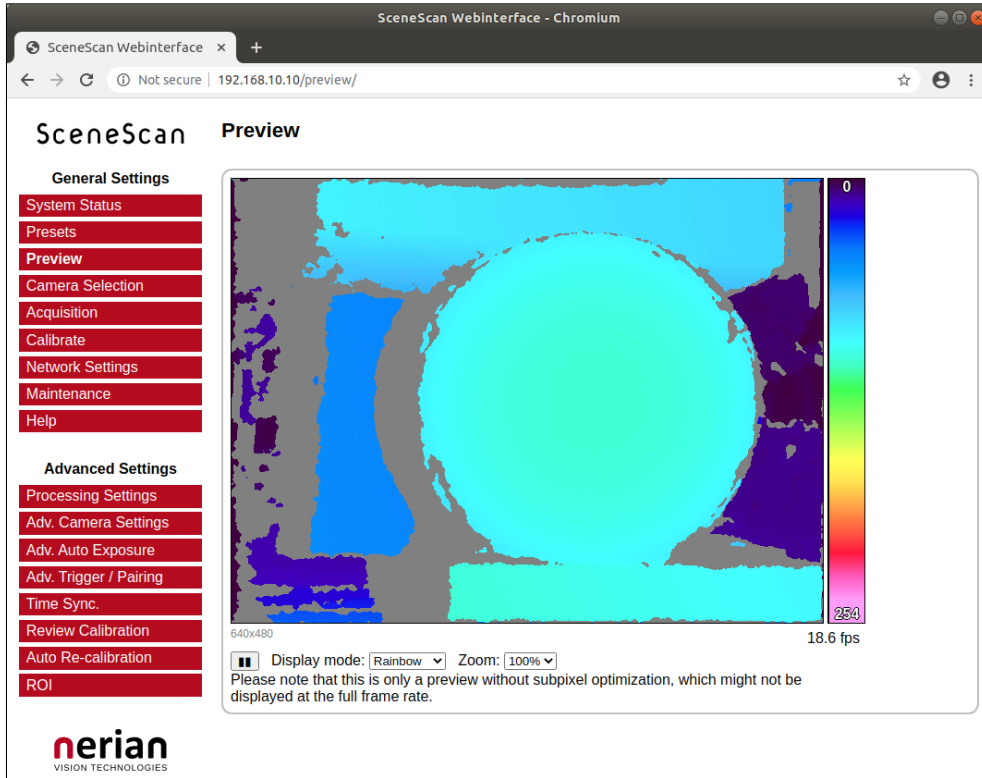 SceneScan Webinterface - Chromium
SceneScan Webinterface
Not secure | 192.168.10.10/preview/
SceneScan
Preview
General Settings
System Status
Presets
Preview
Camera Selection
Acquisition
Calibrate
Network Settings
Maintenance
Help
Advanced Settings
Processing Settings
Adv. Camera Settings
Adv. Auto Exposure
Adv. Trigger / Pairing
Time Sync.
Review Calibration
Auto Re-calibration
ROI
nerian
VISION TECHNOLOGIES
0
254
640x480
18.6 fps
Display mode: Rainbow Zoom: 100%
Please note that this is only a preview without subpixel optimization, which might not be
displayed at the full frame rate.